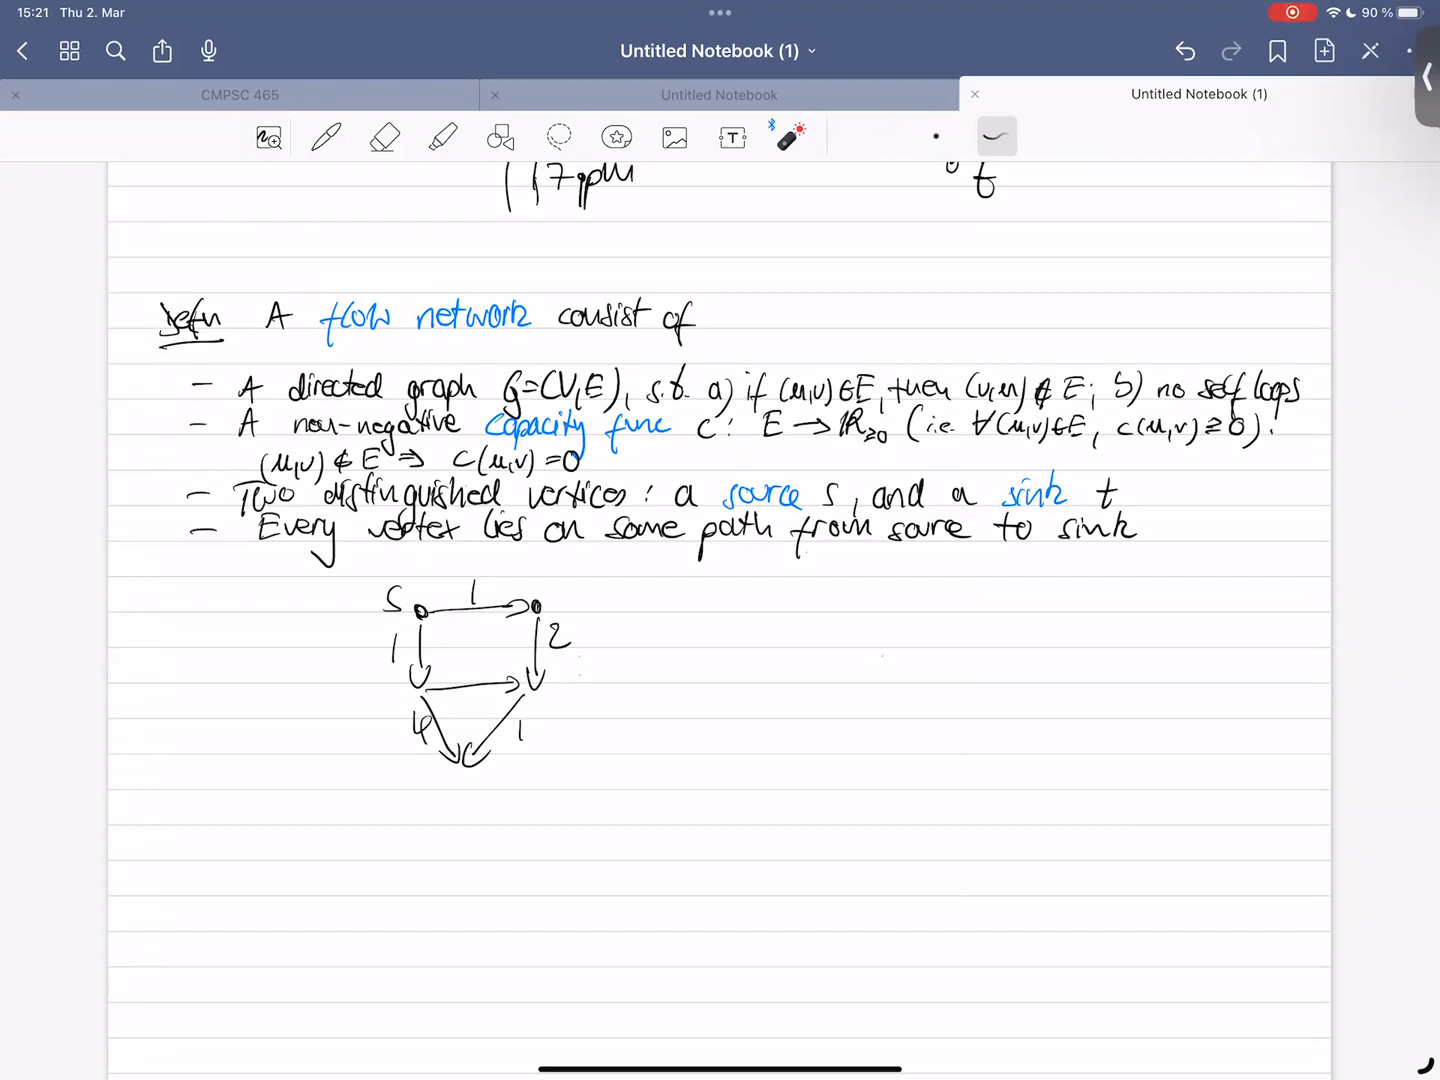 15:21 Thu 2. Mar 90 %
Untitled Notebook (1)
CMPSC 465 Untitled Notebook Untitled Notebook (1)
T
of t
Defn A flow network consist of
- A directed graph G=(V,E), s.t. a) if (u,v)∈E, then (v,u)∉E; b) no self loops
- A non-negative capacity func c: E → ℝ≥0 (i.e. ∀(u,v)∈E, c(u,v)≥0).
(u,v)∉E ⇒ c(u,v)=0
- Two distinguished vertices: a source s, and a sink t
- Every vertex lies on some path from source to sink
S 1
1 2
4 1